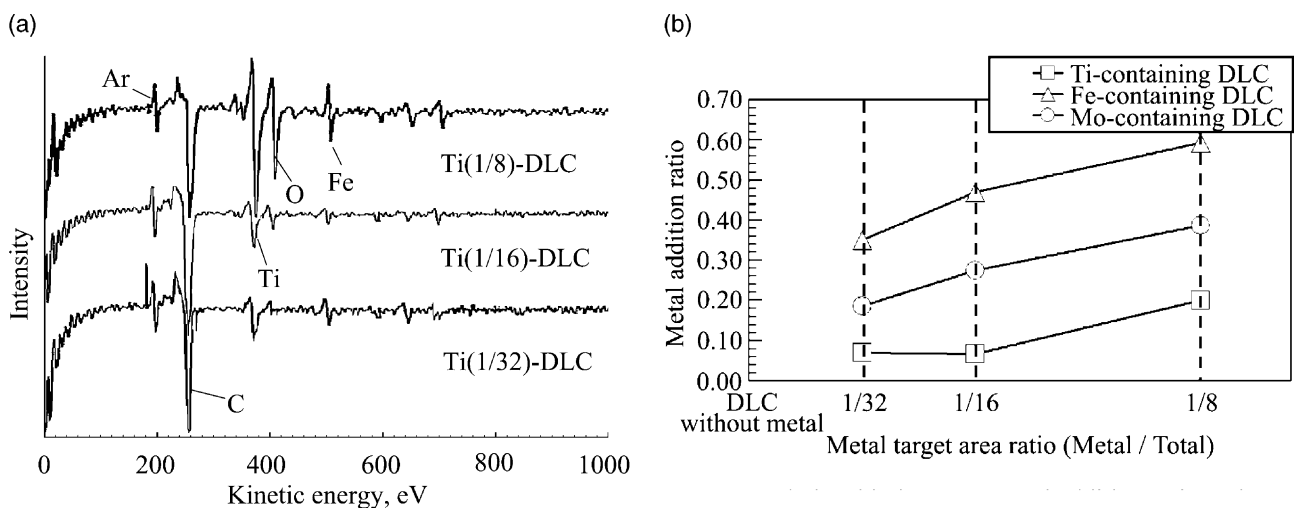 (a)
Ar
Ti(1/8)-DLC
O
Fe
Ti(1/16)-DLC
Ti
Ti(1/32)-DLC
C
Intensity
0
200
400
600
800
1000
Kinetic energy, eV
(b)
Ti-containing DLC
Fe-containing DLC
Mo-containing DLC
0.70
0.60
0.50
0.40
0.30
0.20
0.10
0.00
Metal addition ratio
DLC
without metal
1/32
1/16
1/8
Metal target area ratio (Metal / Total)